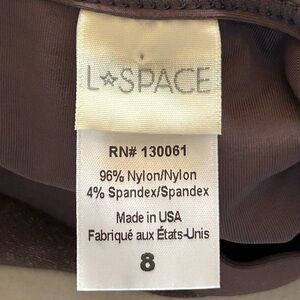 L☆SPACE
RN# 130061
96% Nylon/Nylon
4% Spandex/Spandex
Made in USA
Fabriqué aux États-Unis
8